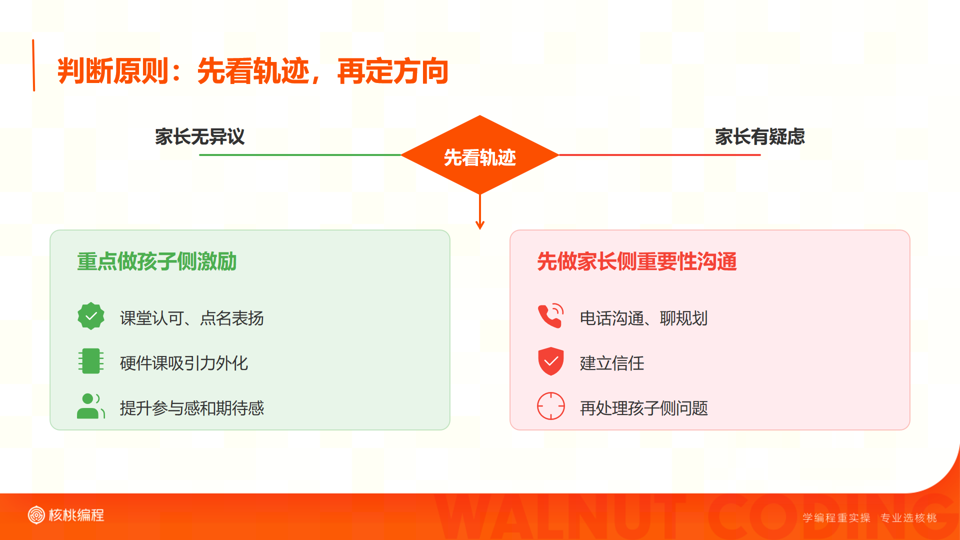 判断原则：先看轨迹，再定方向
家长无异议
先看轨迹
家长有疑虑
重点做孩子侧激励
课堂认可、点名表扬
硬件课吸引力外化
提升参与感和期待感
先做家长侧重要性沟通
电话沟通、聊规划
建立信任
再处理孩子侧问题
核桃编程
WALNUT CODING
学编程重实操 专业选核桃